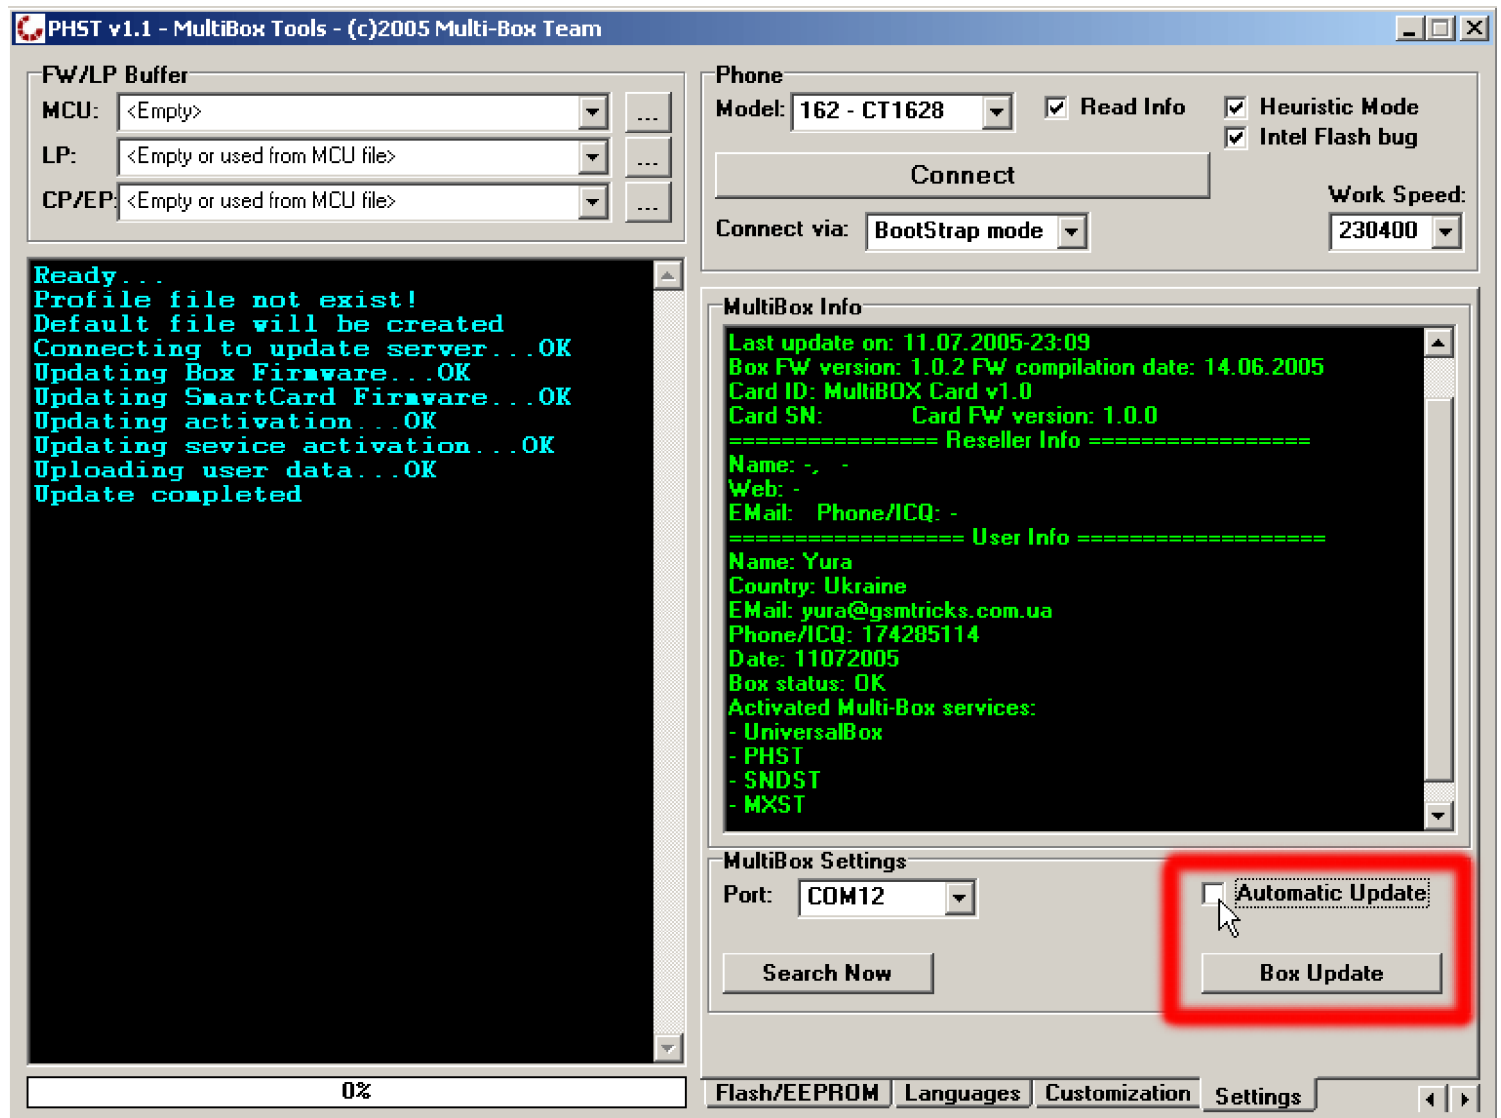 PHST v1.1 - MultiBox Tools - (c)2005 Multi-Box Team
FW/LP Buffer
MCU: <Empty> ...
LP: <Empty or used from MCU file> ...
CP/EP: <Empty or used from MCU file> ...
Ready...
Profile file not exist!
Default file will be created
Connecting to update server...OK
Updating Box Firmware...OK
Updating SmartCard Firmware...OK
Updating activation...OK
Updating sevice activation...OK
Uploading user data...OK
Update completed
0%
Phone
Model: 162 - CT1628 Read Info Heuristic Mode
Intel Flash bug
Connect
Work Speed:
Connect via: BootStrap mode 230400
MultiBox Info
Last update on: 11.07.2005-23:09
Box FW version: 1.0.2 FW compilation date: 14.06.2005
Card ID: MultiBOX Card v1.0
Card SN: Card FW version: 1.0.0
================ Reseller Info =================
Name: -, -
Web: -
EMail: Phone/ICQ: -
================== User Info ===================
Name: Yura
Country: Ukraine
EMail: yura@gsmtricks.com.ua
Phone/ICQ: 174285114
Date: 11072005
Box status: OK
Activated Multi-Box services:
- UniversalBox
- PHST
- SNDST
- MXST
MultiBox Settings
Port: COM12 Automatic Update
Search Now Box Update
Flash/EEPROM Languages Customization Settings